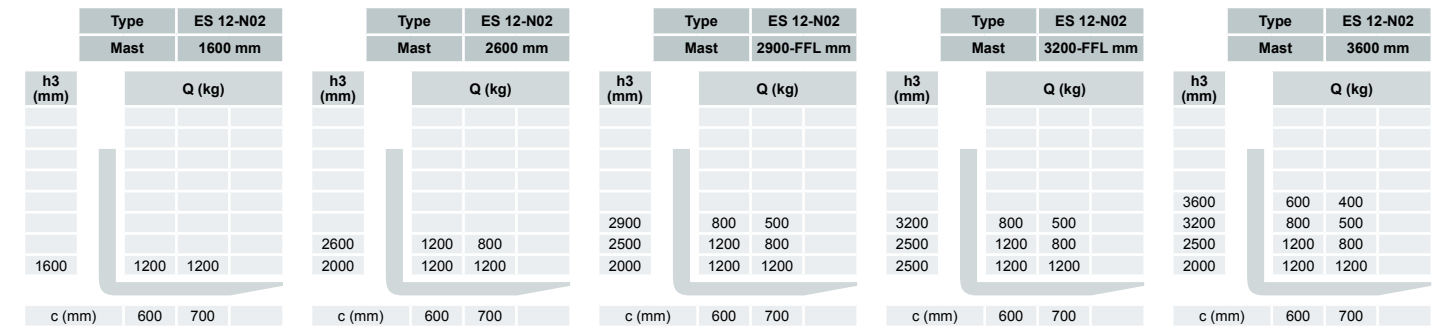 Type ES 12-N02
Mast 1600 mm
h3 (mm) Q (kg)
1600 1200 1200
c (mm) 600 700
Type ES 12-N02
Mast 2600 mm
h3 (mm) Q (kg)
2600 1200 800
2000 1200 1200
c (mm) 600 700
Type ES 12-N02
Mast 2900-FFL mm
h3 (mm) Q (kg)
2900 800 500
2500 1200 800
2000 1200 1200
c (mm) 600 700
Type ES 12-N02
Mast 3200-FFL mm
h3 (mm) Q (kg)
3200 800 500
2500 1200 800
2500 1200 1200
c (mm) 600 700
Type ES 12-N02
Mast 3600 mm
h3 (mm) Q (kg)
3600 600 400
3200 800 500
2500 1200 800
2000 1200 1200
c (mm) 600 700